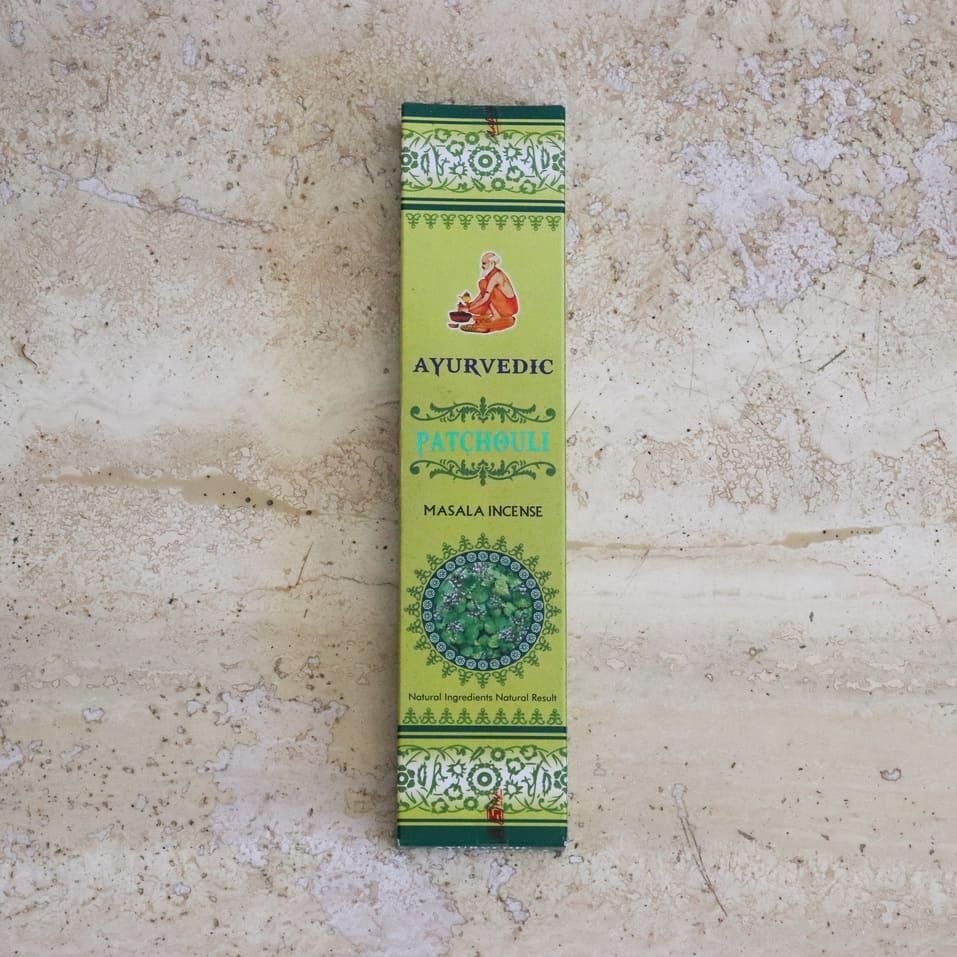 AYURVEDIC
PATCHOULI
MASALA INCENSE
Natural Ingredients Natural Result